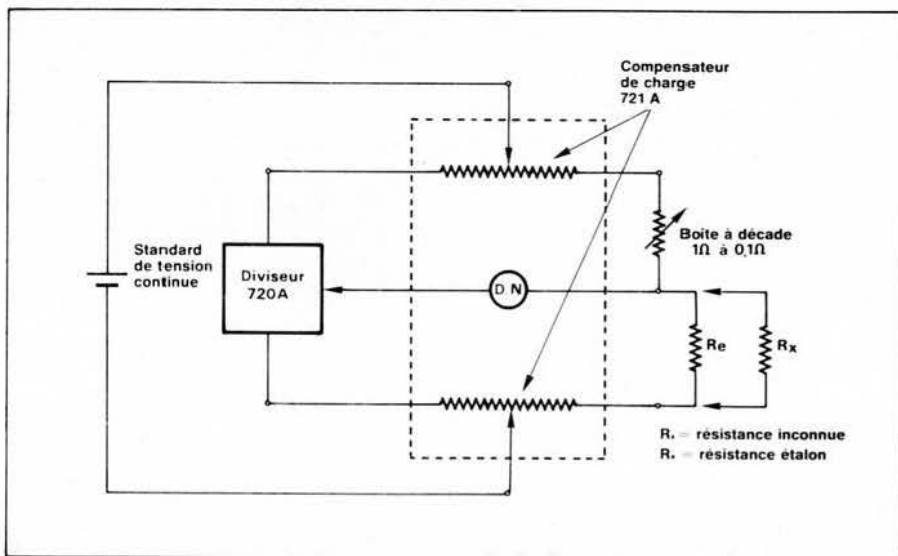 Compensateur
de charge
721 A
Standard
de tension
continue
Diviseur
720A
D N
Boîte à décade
1Ω à 0,1Ω
Re
Rx
R. = résistance inconnue
R. = résistance étalon